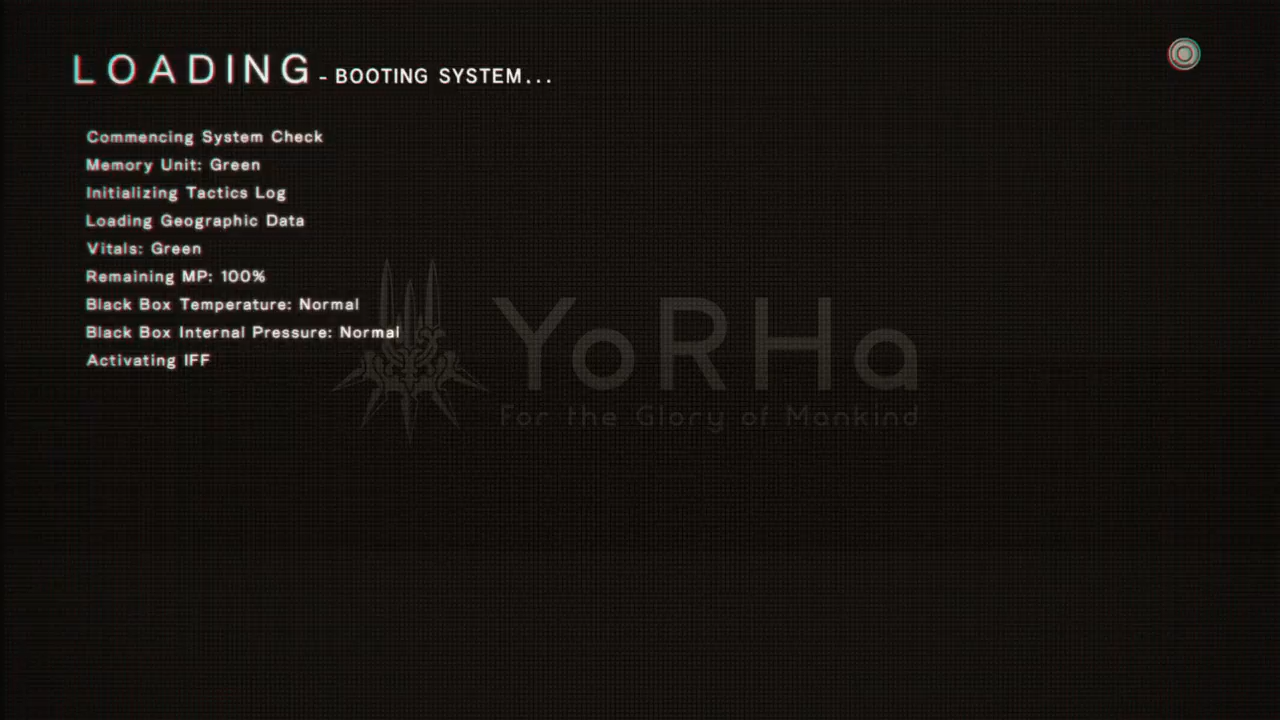 LOADING - BOOTING SYSTEM...
Commencing System Check
Memory Unit: Green
Initializing Tactics Log
Loading Geographic Data
Vitals: Green
Remaining MP: 100%
Black Box Temperature: Normal
Black Box Internal Pressure: Normal
Activating IFF
YoRHa
For the Glory of Mankind